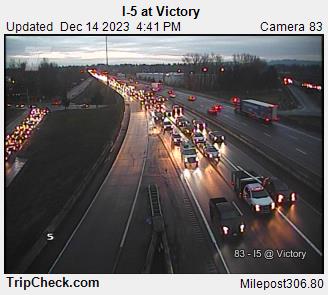 I-5 at Victory
Updated Dec 14 2023 4:41 PM Camera 83
S
83 - I5 @ Victory
TripCheck.com Milepost306.80